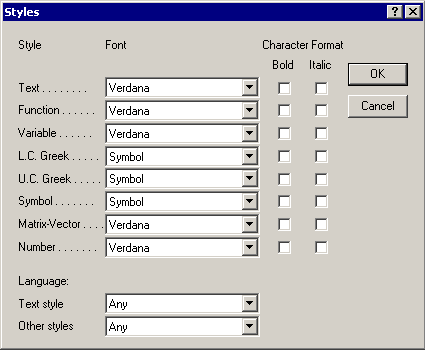 Styles
Style Font Character Format
Bold Italic
OK
Text . . . . . . . . Verdana
Cancel
Function . . . . . . Verdana
Variable . . . . . . Verdana
L.C. Greek . . . . . Symbol
U.C. Greek . . . . . Symbol
Symbol . . . . . . . Symbol
Matrix-Vector . . . . Verdana
Number . . . . . . . Verdana
Language:
Text style Any
Other styles Any